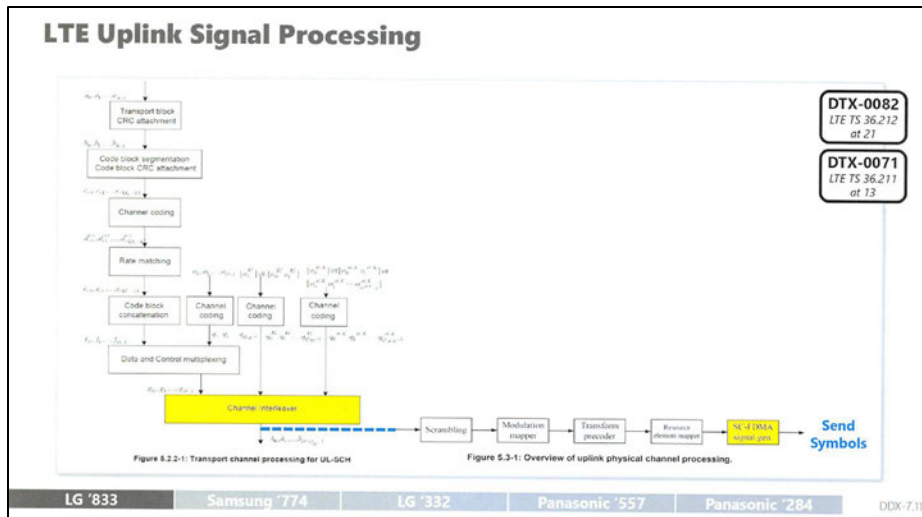 LTE Uplink Signal Processing
DTX-0082
LTE TS 36.212
at 21
DTX-0071
LTE TS 36.211
at 13
Transport block
CRC attachment
Code block segmentation
Code block CRC attachment
Channel coding
Rate matching
Code block
concatenation
Channel
coding
Channel
coding
Channel
coding
Data and Control multiplexing
Channel Interleaver
Scrambling
Modulation
mapper
Transform
precoder
Resource
element mapper
SC-FDMA
signal gen.
Send
Symbols
Figure 5.2.2-1: Transport channel processing for UL-SCH
Figure 5.3-1: Overview of uplink physical channel processing.
LG '833
Samsung '774
LG '332
Panasonic '557
Panasonic '284